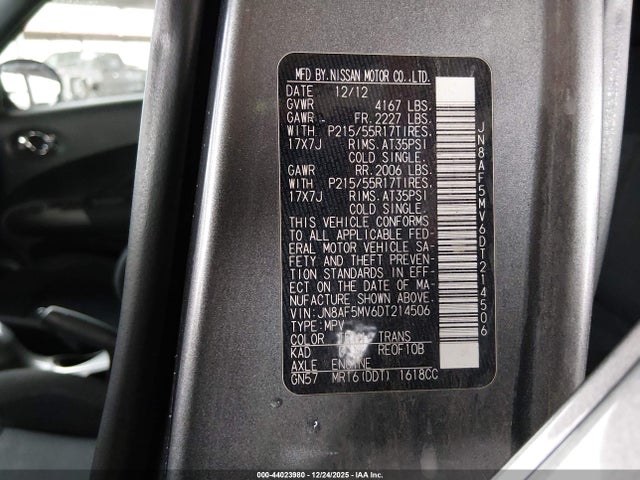 MFD BY.NISSAN MOTOR CO.,LTD.
DATE 12/12
GVWR 4167 LBS.
GAWR FR. 2227 LBS.
WITH P215/55R17TIRES.
17X7J RIMS. AT35PSI
COLD SINGLE.
GAWR RR. 2006 LBS.
WITH P215/55R17TIRES.
17X7J RIMS. AT35PSI
COLD SINGLE.
THIS VEHICLE CONFORMS
TO ALL APPLICABLE FED-
ERAL MOTOR VEHICLE SA-
FETY AND THEFT PREVEN-
TION STANDARDS IN EFF-
ECT ON THE DATE OF MA-
NUFACTURE SHOWN ABOVE.
VIN:JN8AF5MV6DT214506
TYPE:MPV
COLOR TRANS
KAD RE0F10B
AXLE ENGINE
GN57 MR16(DDT) 1618CC
JN8AF5MV6DT214506
000-44023980 - 12/24/2025 - IAA Inc.